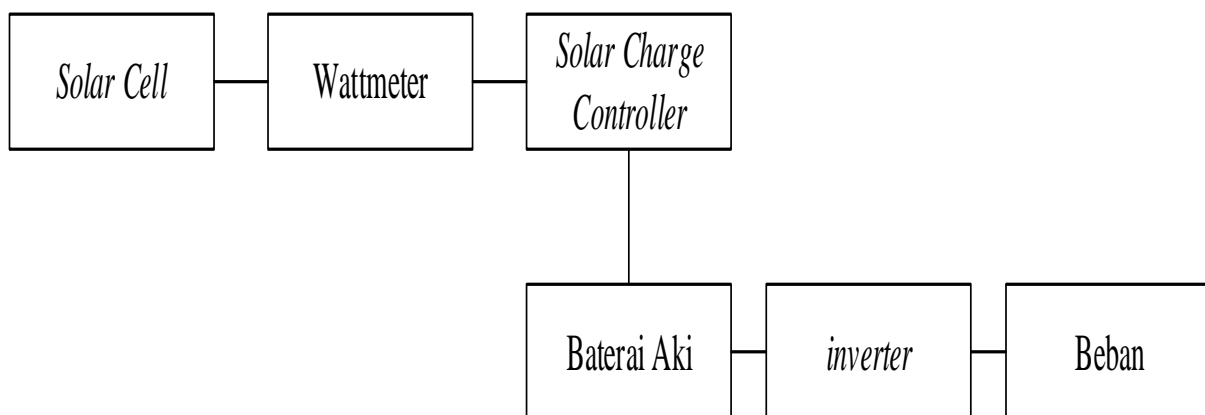 Solar Cell
Wattmeter
Solar Charge
Controller
Baterai Aki
inverter
Beban